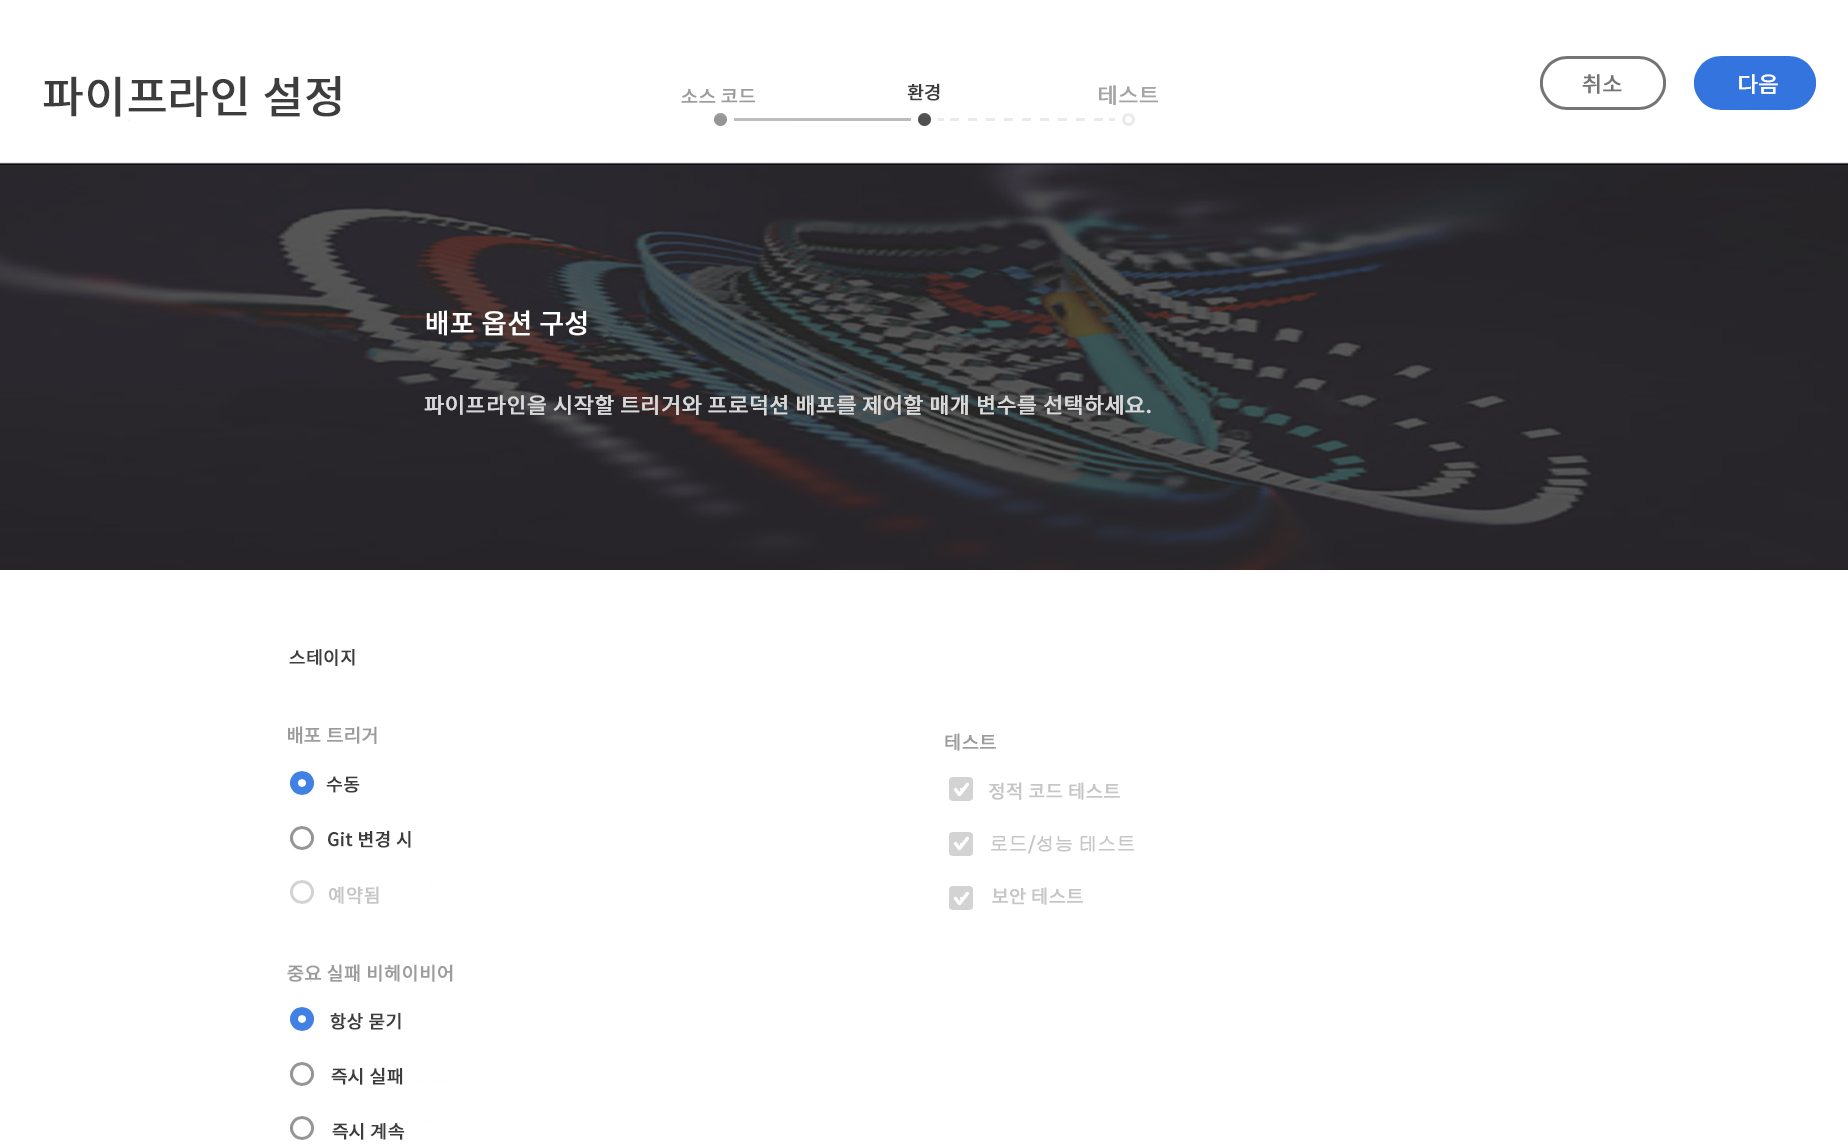 파이프라인 설정
소스 코드
환경
테스트
취소
다음
배포 옵션 구성
파이프라인을 시작할 트리거와 프로덕션 배포를 제어할 매개 변수를 선택하세요.
스테이지
배포 트리거
수동
Git 변경 시
예약됨
중요 실패 비헤이비어
항상 묻기
즉시 실패
즉시 계속
테스트
정적 코드 테스트
로드/성능 테스트
보안 테스트